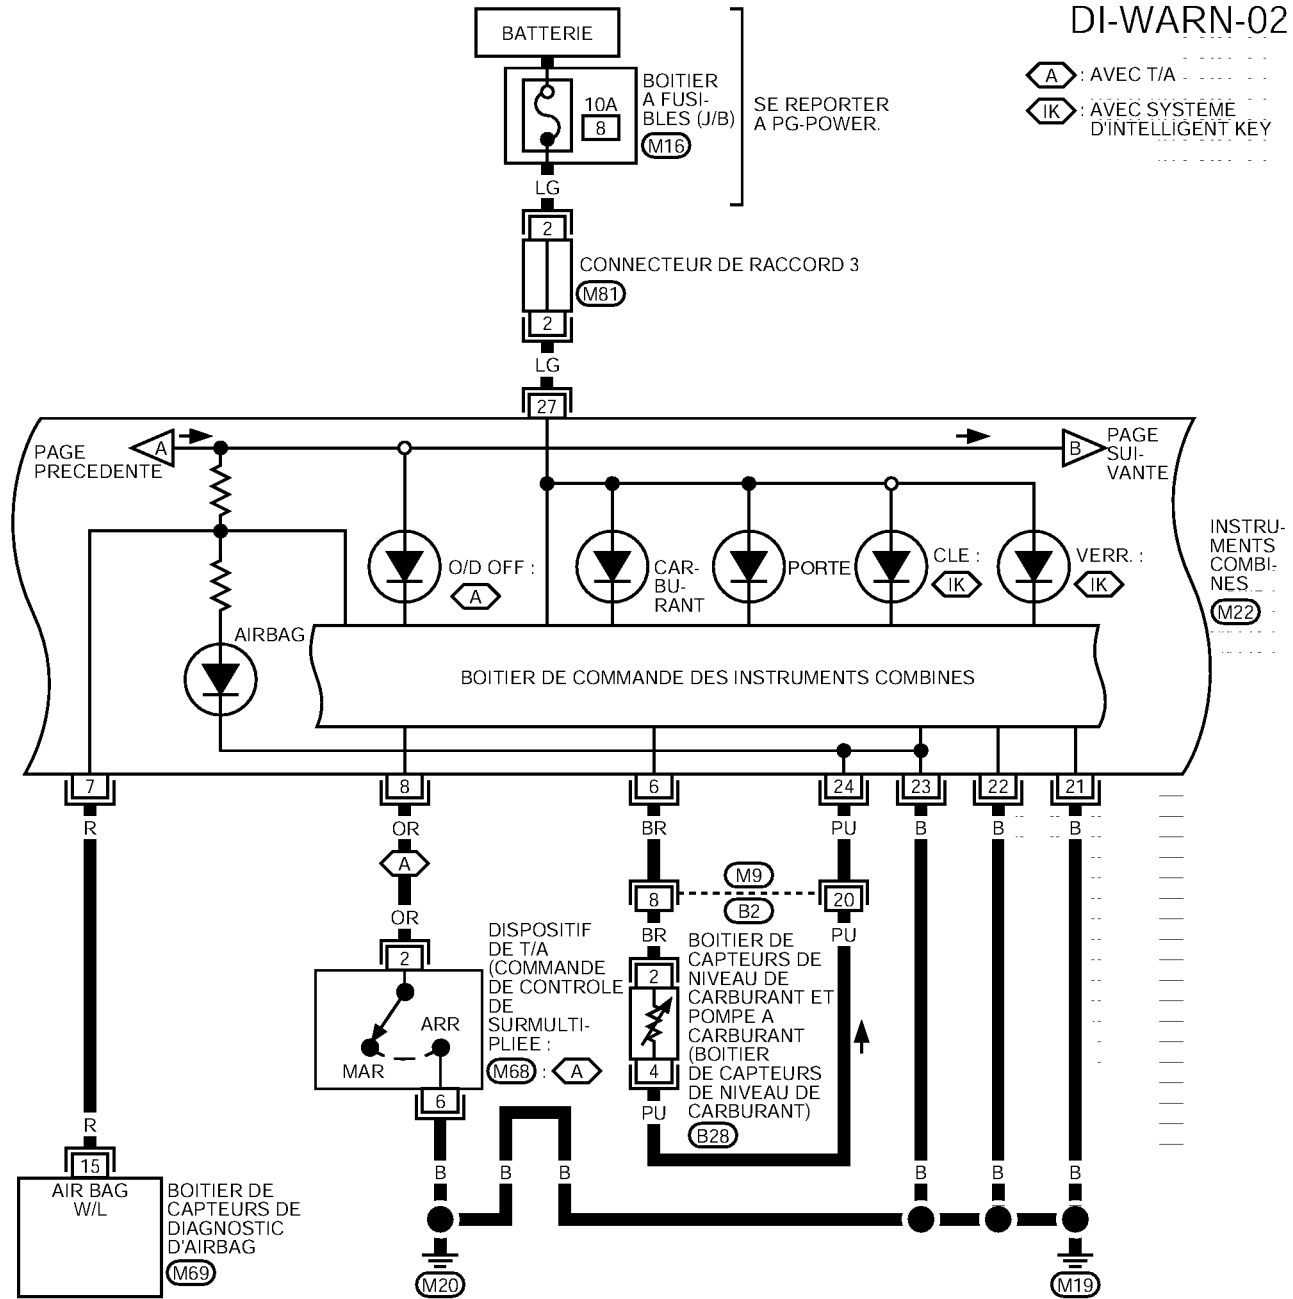 DI-WARN-02
BATTERIE
A : AVEC T/A
IK : AVEC SYSTEME
D'INTELLIGENT KEY
10A
8
BOITIER
A FUSI-
BLES (J/B)
M16
SE REPORTER
A PG-POWER.
LG
2
CONNECTEUR DE RACCORD 3
M81
2
LG
27
PAGE
PRECEDENTE
A
B
PAGE
SUI-
VANTE
O/D OFF :
A
CAR-
BU-
RANT
PORTE
CLE :
IK
VERR. :
IK
INSTRU-
MENTS
COMBI-
NES
M22
AIRBAG
BOITIER DE COMMANDE DES INSTRUMENTS COMBINES
7 8 6 24 23 22 21
R OR BR PU B B B
A
M9
8 20
B2
OR BR PU
2
DISPOSITIF
DE T/A
(COMMANDE
DE CONTROLE
DE
SURMULTI-
PLIEE :
M68 : A
ARR
MAR
6
2
4
PU
BOITIER DE
CAPTEURS DE
NIVEAU DE
CARBURANT ET
POMPE A
CARBURANT
(BOITIER
DE CAPTEURS
DE NIVEAU DE
CARBURANT)
B28
R
15
AIR BAG
W/L
BOITIER DE
CAPTEURS DE
DIAGNOSTIC
D'AIRBAG
M69
B B B B B B
M20
M19